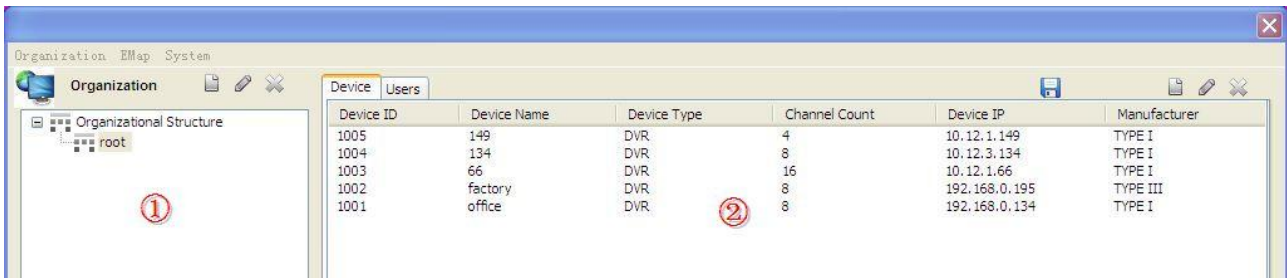 Organization EMap System
Organization
Device Users
Organizational Structure
root
①
Device ID Device Name Device Type Channel Count Device IP Manufacturer
1005 149 DVR 4 10.12.1.149 TYPE I
1004 134 DVR 8 10.12.3.134 TYPE I
1003 66 DVR 16 10.12.1.66 TYPE I
1002 factory DVR 8 192.168.0.195 TYPE III
1001 office DVR 8 192.168.0.134 TYPE I
②